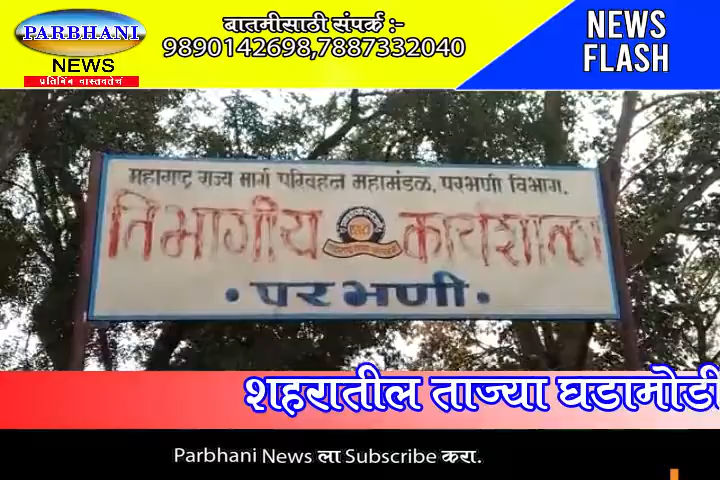 PARBHANI
NEWS
प्रतिबिंब वास्तवतेचं
बातमीसाठी संपर्क :-
9890142698,7887332040
NEWS
FLASH
महाराष्ट्र राज्य मार्ग परिवहन महामंडळ, परभणी विभाग.
विभागीय कार्यशाळा
• परभणी •
शहरातील ताज्या घडामोडी
Parbhani News ला Subscribe करा.